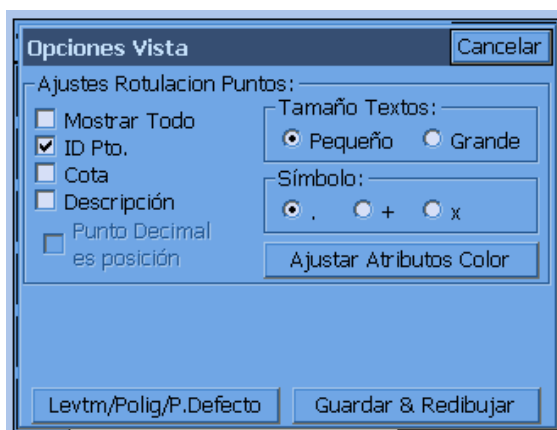 Opciones Vista
Cancelar
Ajustes Rotulacion Puntos:
Mostrar Todo
ID Pto.
Cota
Descripción
Punto Decimal
es posición
Tamaño Textos:
Pequeño Grande
Símbolo:
. + x
Ajustar Atributos Color
Levtm/Polig/P.Defecto
Guardar & Redibujar